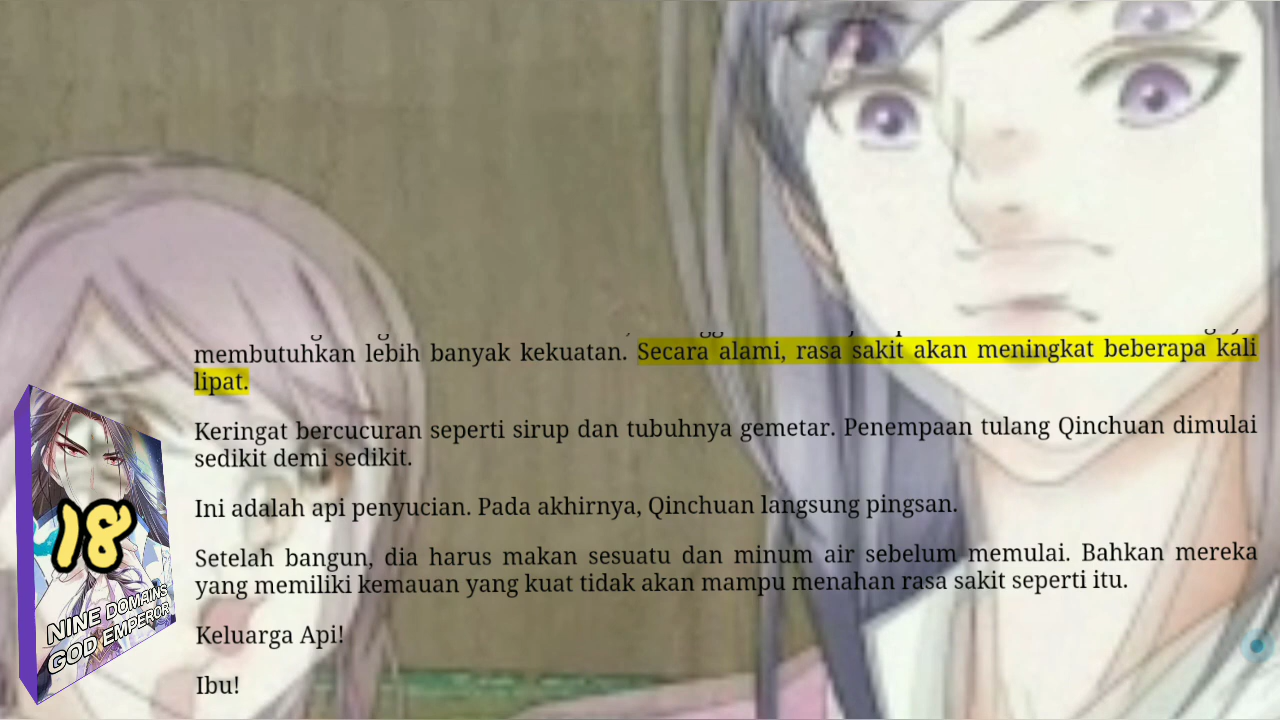 membutuhkan lebih banyak kekuatan. Secara alami, rasa sakit akan meningkat beberapa kali
lipat.
Keringat bercucuran seperti sirup dan tubuhnya gemetar. Penempaan tulang Qinchuan dimulai
sedikit demi sedikit.
Ini adalah api penyucian. Pada akhirnya, Qinchuan langsung pingsan.
Setelah bangun, dia harus makan sesuatu dan minum air sebelum memulai. Bahkan mereka
yang memiliki kemauan yang kuat tidak akan mampu menahan rasa sakit seperti itu.
Keluarga Api!
Ibu!
18
NINE DOMAINS
GOD EMPEROR